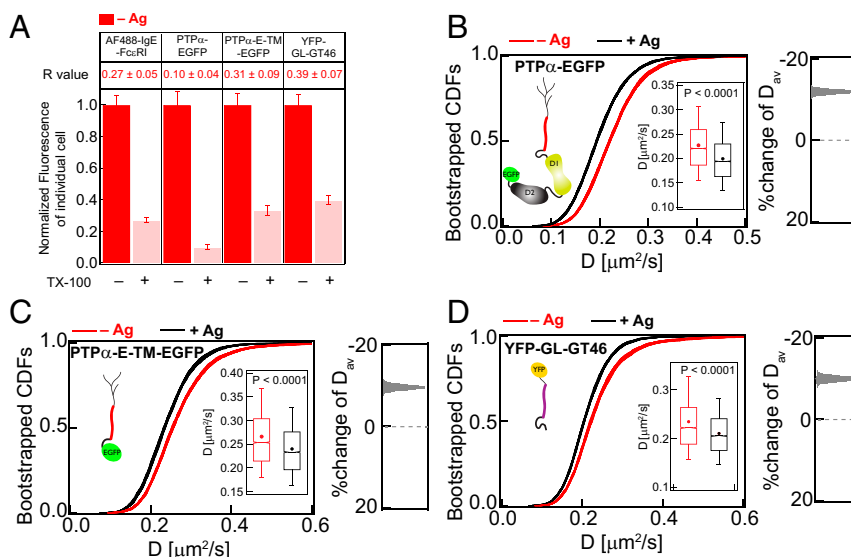 A
– Ag
AF488-IgE
-FcεRI
PTPα-
EGFP
PTPα-E-TM
-EGFP
YFP-
GL-GT46
R value
0.27 ± 0.05
0.10 ± 0.04
0.31 ± 0.09
0.39 ± 0.07
Normalized Fluorescence
of individual cell
1.0
0.8
0.6
0.4
0.2
0.0
– + – + – + – +
TX-100
B
– Ag + Ag
PTPα-EGFP
Bootstrapped CDFs
1.0
0.5
0.0
EGFP
D2
D1
P < 0.0001
D [μm²/s]
0.30
0.25
0.20
0.15
0.10
0.0 0.1 0.2 0.3 0.4 0.5
D [μm²/s]
%change of Dav
-20
0
20
C
– Ag + Ag
PTPα-E-TM-EGFP
Bootstrapped CDFs
1.0
0.5
0.0
EGFP
P < 0.0001
D [μm²/s]
0.40
0.35
0.30
0.25
0.20
0.15
0.0 0.2 0.4 0.6
D [μm²/s]
%change of Dav
-20
0
20
D
– Ag + Ag
YFP-GL-GT46
Bootstrapped CDFs
1.0
0.5
0.0
YFP
P < 0.0001
D [μm²/s]
0.3
0.2
0.1
0.0 0.2 0.4 0.6
D [μm²/s]
%change of Dav
-20
0
20